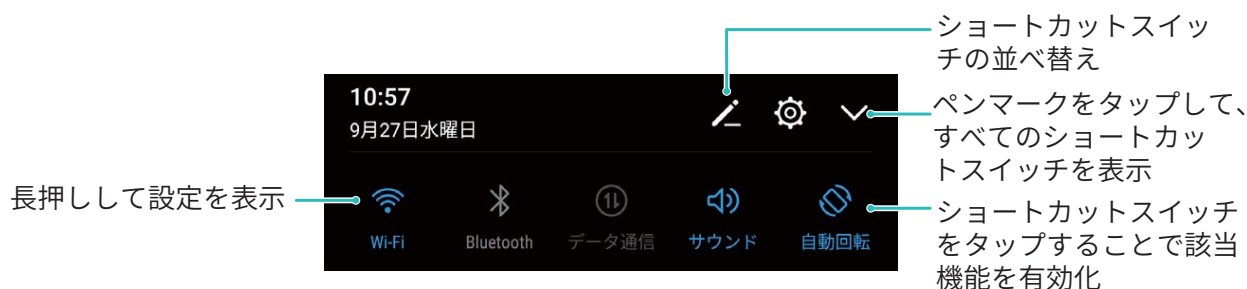 ショートカットスイッ
チの並べ替え
10:57
9月27日水曜日
ペンマークをタップして、
すべてのショートカッ
トスイッチを表示
長押しして設定を表示
Wi-Fi
Bluetooth
データ通信
サウンド
自動回転
ショートカットスイッチ
をタップすることで該当
機能を有効化